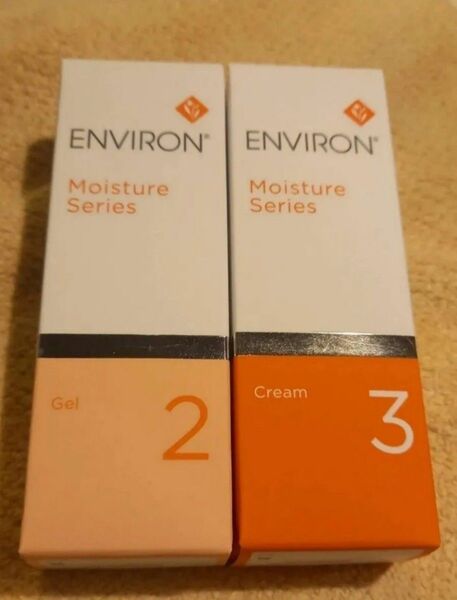 ENVIRON®
Moisture
Series
Gel
2
ENVIRON®
Moisture
Series
Cream
3